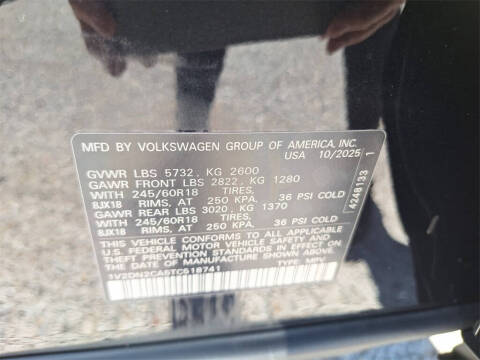 MFD BY VOLKSWAGEN GROUP OF AMERICA, INC.
USA 10/2025
GVWR LBS 5732. KG 2600
GAWR FRONT LBS 2822. KG 1280
WITH 245/60R18 TIRES.
8JX18 RIMS. AT 250 KPA. 36 PSI COLD
GAWR REAR LBS 3020. KG 1370
WITH 245/60R18 TIRES.
8JX18 RIMS. AT 250 KPA. 36 PSI COLD
THIS VEHICLE CONFORMS TO ALL APPLICABLE
U.S. FEDERAL MOTOR VEHICLE SAFETY AND
THEFT PREVENTION STANDARDS IN EFFECT ON
THE DATE OF MANUFACTURE SHOWN ABOVE.
TYPE: MPV
4248133 1